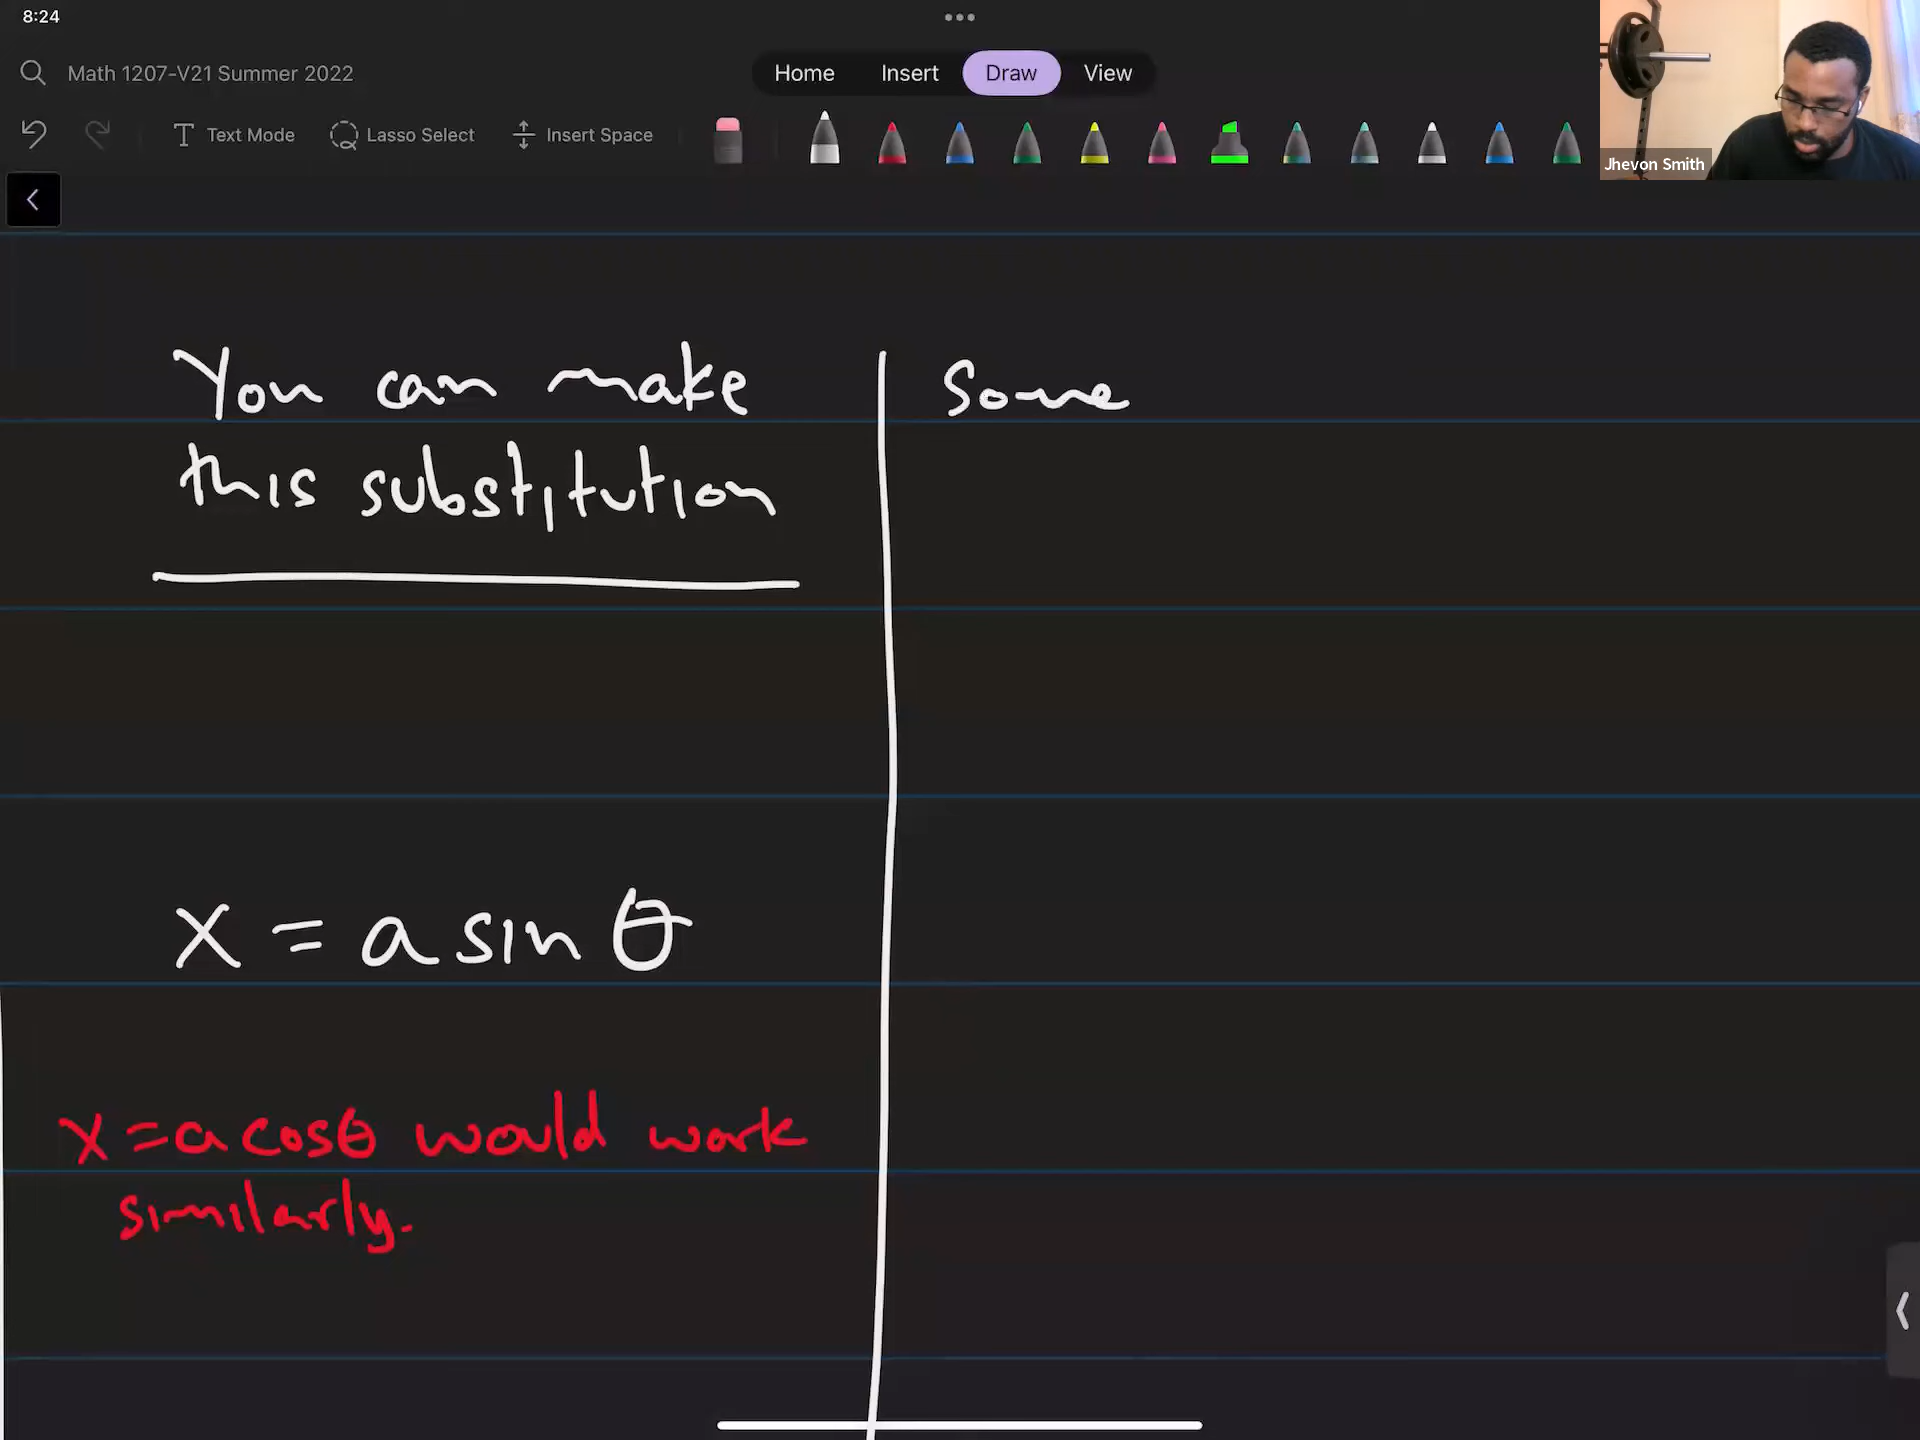 8:24
Math 1207-V21 Summer 2022
Home Insert Draw View
Text Mode Lasso Select Insert Space
Jhevon Smith
You can make
this substitution
Some
x = a sin θ
x = a cosθ would work
similarly.